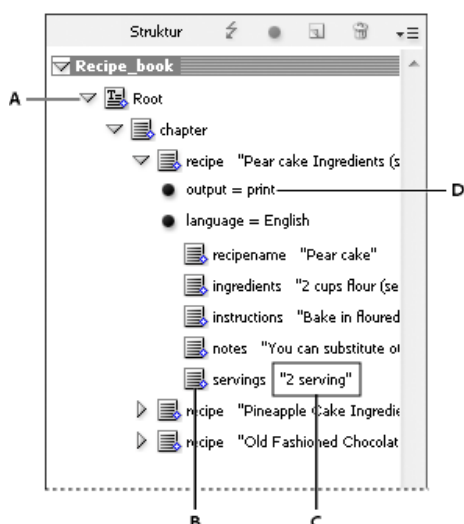 Struktur
Recipe_book
A
Root
chapter
recipe "Pear cake Ingredients (s
output = print
D
language = English
recipename "Pear cake"
ingredients "2 cups flour (se
instructions "Bake in floured
notes "You can substitute ot
servings "2 serving"
recipe "Pineapple Cake Ingredie
recipe "Old Fashioned Chocolat
B
C